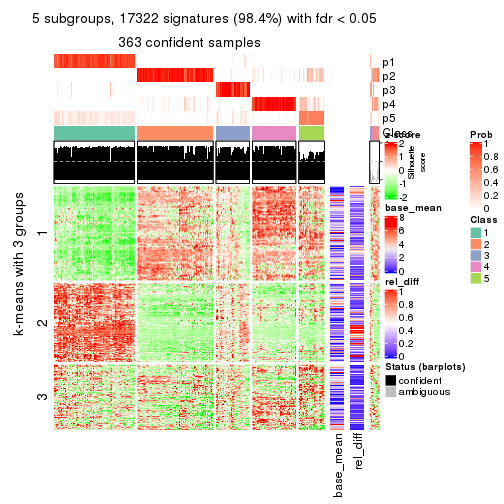 5 subgroups, 17322 signatures (98.4%) with fdr < 0.05
363 confident samples
p1
p2
p3
p4
p5
Class
Silhouette
score
k-means with 3 groups
1
2
3
base_mean
rel_diff
z-score
2
1
0
-1
-2
base_mean
8
6
4
2
0
rel_diff
1
0.8
0.6
0.4
0.2
0
Status (barplots)
confident
ambiguous
Prob
1
0.8
0.6
0.4
0.2
0
Class
1
2
3
4
5